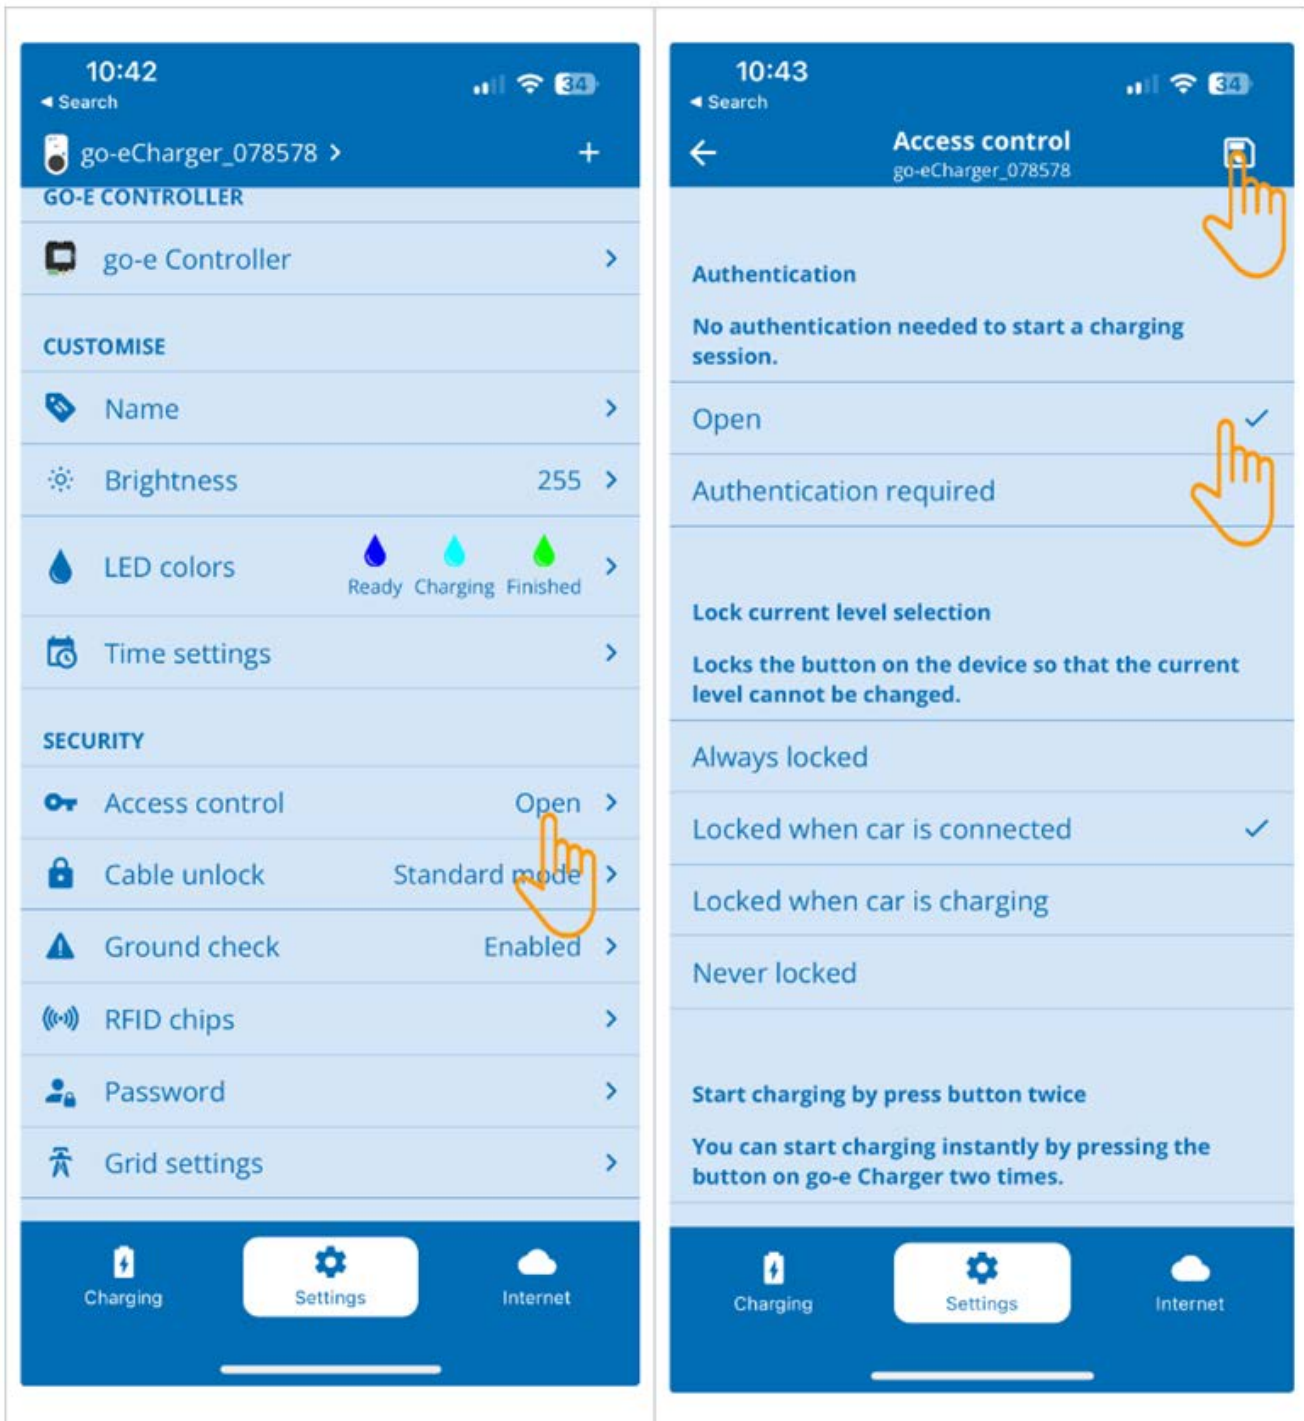 10:42
34
◄ Search
go-eCharger_078578 >
+
GO-E CONTROLLER
go-e Controller
CUSTOMISE
Name
Brightness 255
LED colors
Ready Charging Finished
Time settings
SECURITY
Access control Open
Cable unlock Standard mode
Ground check Enabled
RFID chips
Password
Grid settings
Charging Settings Internet
10:43
34
◄ Search
Access control
go-eCharger_078578
Authentication
No authentication needed to start a charging
session.
Open
Authentication required
Lock current level selection
Locks the button on the device so that the current
level cannot be changed.
Always locked
Locked when car is connected
Locked when car is charging
Never locked
Start charging by press button twice
You can start charging instantly by pressing the
button on go-e Charger two times.
Charging Settings Internet